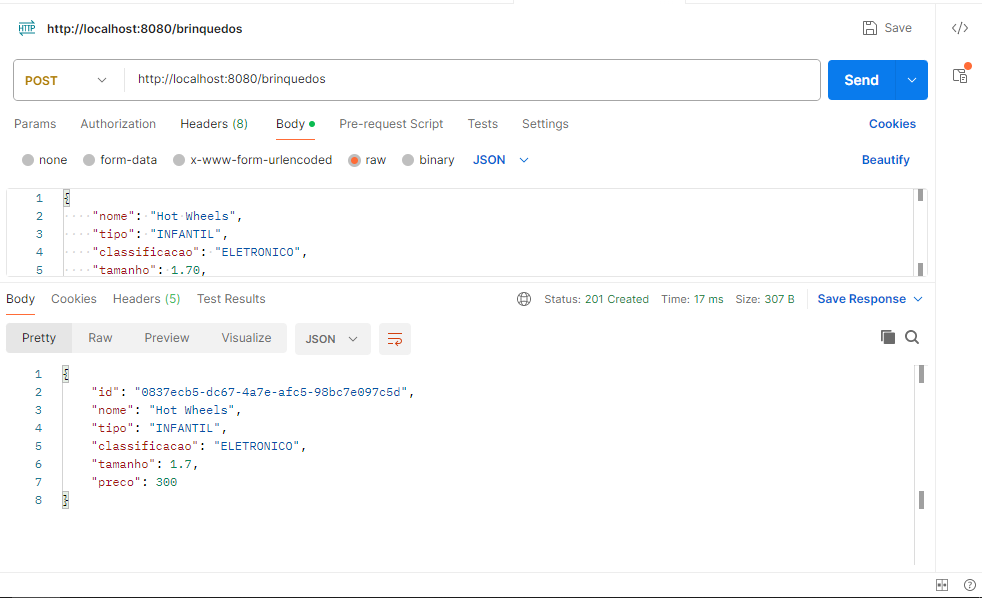 HTTP http://localhost:8080/brinquedos Save </>
POST http://localhost:8080/brinquedos Send
Params Authorization Headers (8) Body Pre-request Script Tests Settings Cookies
none form-data x-www-form-urlencoded raw binary JSON Beautify
1 {
2 "nome": "Hot Wheels",
3 "tipo": "INFANTIL",
4 "classificacao": "ELETRONICO",
5 "tamanho": 1.70,
Body Cookies Headers (5) Test Results Status: 201 Created Time: 17 ms Size: 307 B Save Response
Pretty Raw Preview Visualize JSON
1 {
2 "id": "0837ecb5-dc67-4a7e-afc5-98bc7e097c5d",
3 "nome": "Hot Wheels",
4 "tipo": "INFANTIL",
5 "classificacao": "ELETRONICO",
6 "tamanho": 1.7,
7 "preco": 300
8 }